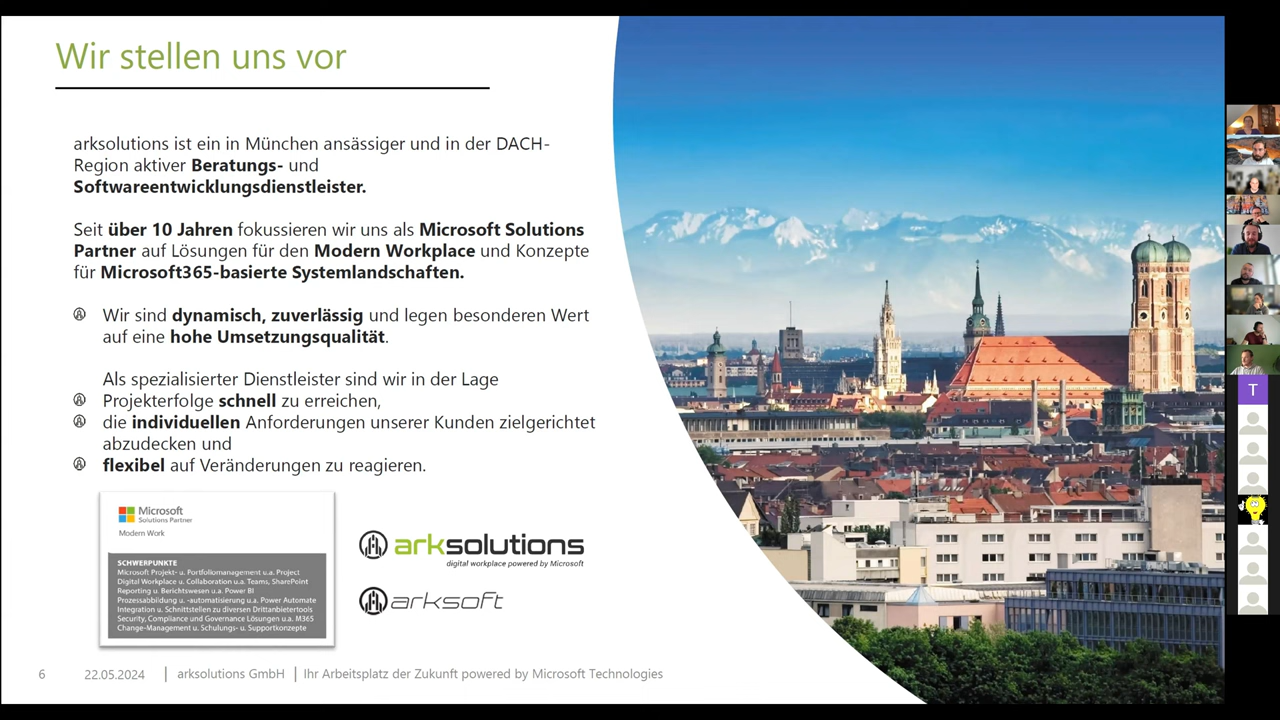 Wir stellen uns vor
arksolutions ist ein in München ansässiger und in der DACH-
Region aktiver Beratungs- und
Softwareentwicklungsdienstleister.
Seit über 10 Jahren fokussieren wir uns als Microsoft Solutions
Partner auf Lösungen für den Modern Workplace und Konzepte
für Microsoft365-basierte Systemlandschaften.
Wir sind dynamisch, zuverlässig und legen besonderen Wert
auf eine hohe Umsetzungsqualität.
Als spezialisierter Dienstleister sind wir in der Lage
Projekterfolge schnell zu erreichen,
die individuellen Anforderungen unserer Kunden zielgerichtet
abzudecken und
flexibel auf Veränderungen zu reagieren.
Microsoft
Solutions Partner
Modern Work
SCHWERPUNKTE
Microsoft Projekt- u. Portfoliomanagement u.a. Project
Digital Workplace u. Collaboration u.a. Teams, SharePoint
Reporting u. Berichtswesen u.a. Power BI
Prozessabbildung u. -automatisierung u.a. Power Automate
Integration u. Schnittstellen zu diversen Drittanbietertools
Security, Compliance und Governance Lösungen u.a. M365
Change-Management u. Schulungs- u. Supportkonzepte
arksolutions
digital workplace powered by Microsoft
arksoft
6 22.05.2024 | arksolutions GmbH | Ihr Arbeitsplatz der Zukunft powered by Microsoft Technologies
T